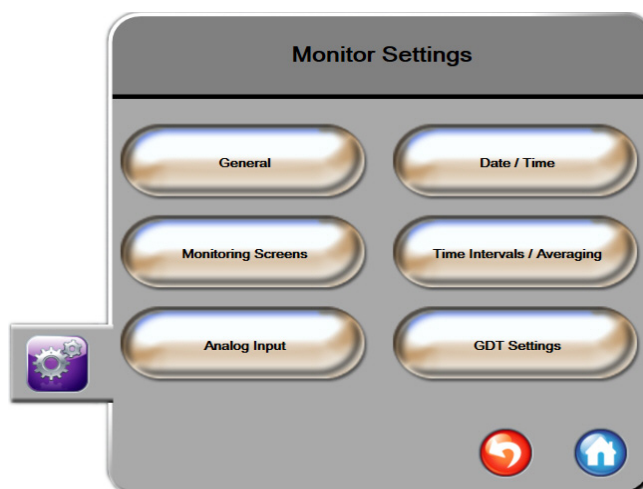 Monitor Settings
General
Date / Time
Monitoring Screens
Time Intervals / Averaging
Analog Input
GDT Settings